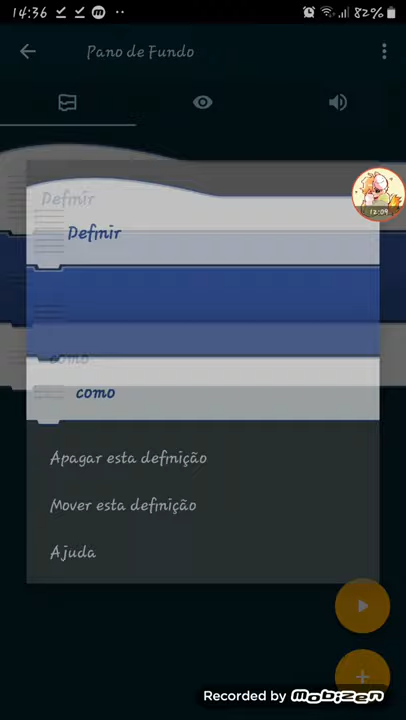 14:36
82%
Pano de Fundo
Definir
12:09
Definir
como
como
Apagar esta definição
Mover esta definição
Ajuda
Recorded by mobizen